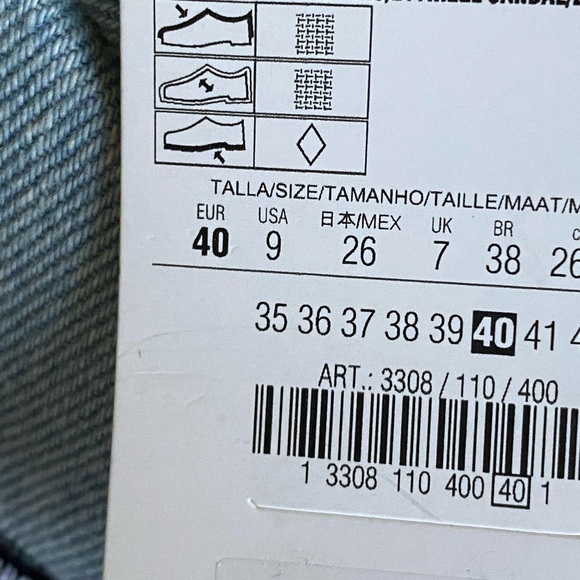 TALLA/SIZE/TAMANHO/TAILLE/MAAT/M
EUR USA 日本/MEX UK BR
40 9 26 7 38 26
35 36 37 38 39 40 41
ART.: 3308 / 110 / 400
1 3308 110 400 40 1